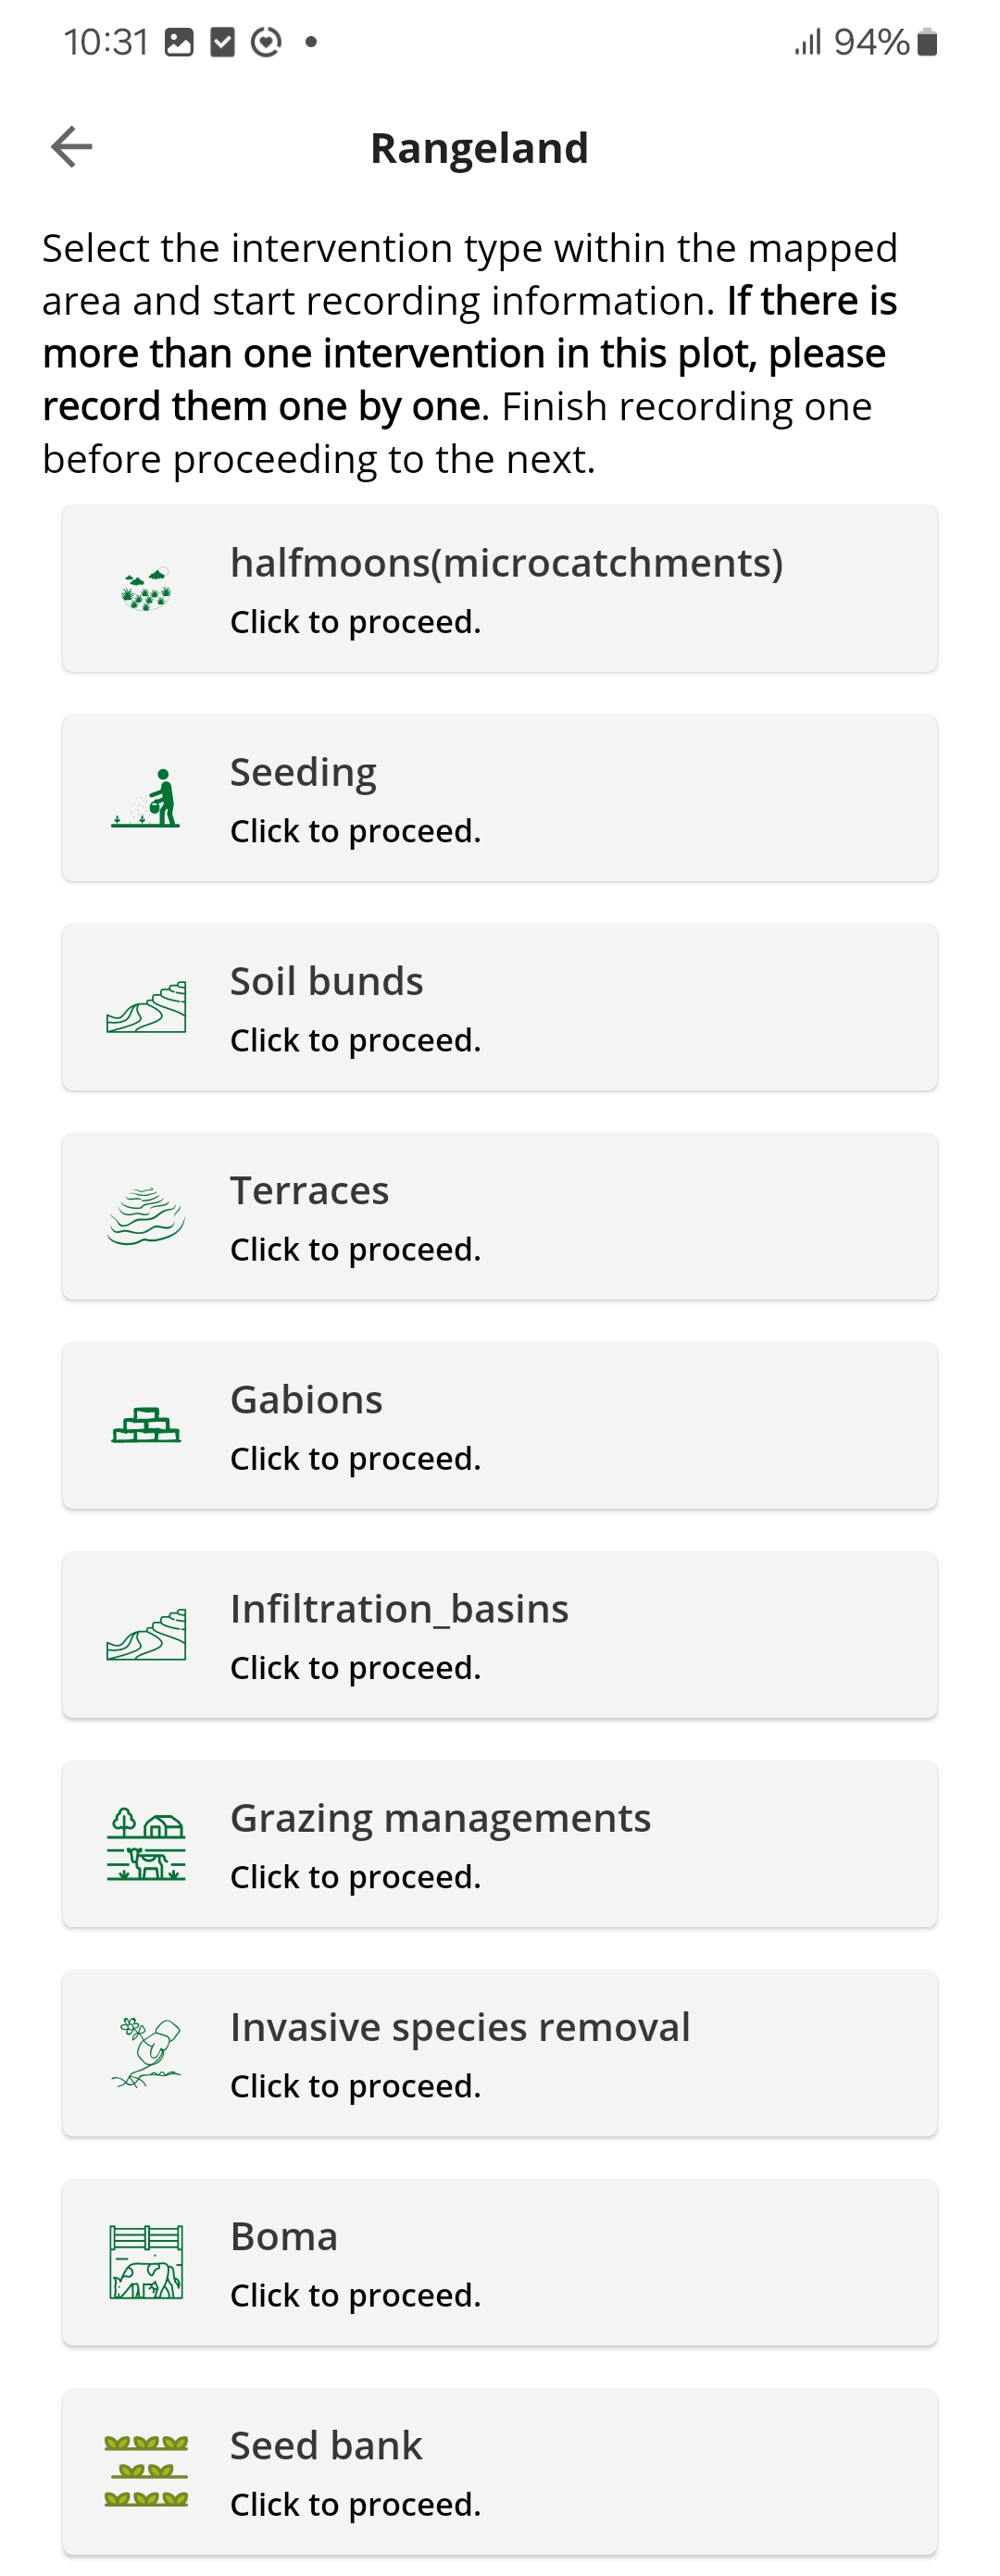 10:31 94%
Rangeland
Select the intervention type within the mapped
area and start recording information. If there is
more than one intervention in this plot, please
record them one by one. Finish recording one
before proceeding to the next.
halfmoons(microcatchments)
Click to proceed.
Seeding
Click to proceed.
Soil bunds
Click to proceed.
Terraces
Click to proceed.
Gabions
Click to proceed.
Infiltration_basins
Click to proceed.
Grazing managements
Click to proceed.
Invasive species removal
Click to proceed.
Boma
Click to proceed.
Seed bank
Click to proceed.